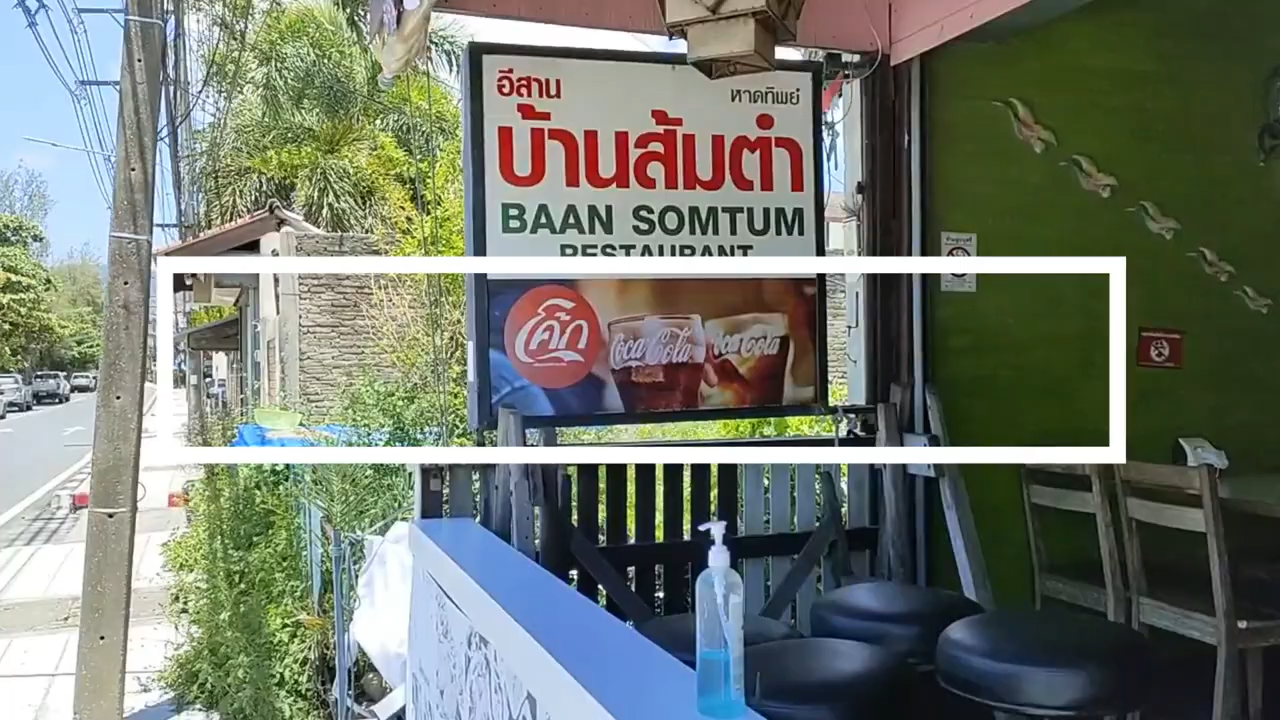 อีสาน
หาดทิพย์
บ้านส้มตำ
BAAN SOMTUM
RESTAURANT
โค้ก
Coca-Cola
Coca-Cola